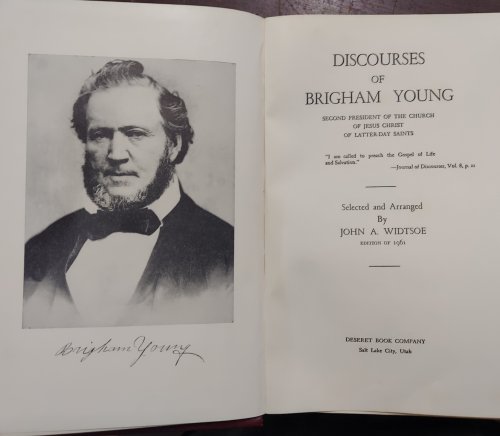 Brigham Young
DISCOURSES
OF
BRIGHAM YOUNG
SECOND PRESIDENT OF THE CHURCH
OF JESUS CHRIST
OF LATTER-DAY SAINTS
"I am called to preach the Gospel of Life
and Salvation."
—Journal of Discourses, Vol. 8, p. 21
Selected and Arranged
By
JOHN A. WIDTSOE
EDITION OF 1961
DESERET BOOK COMPANY
Salt Lake City, Utah